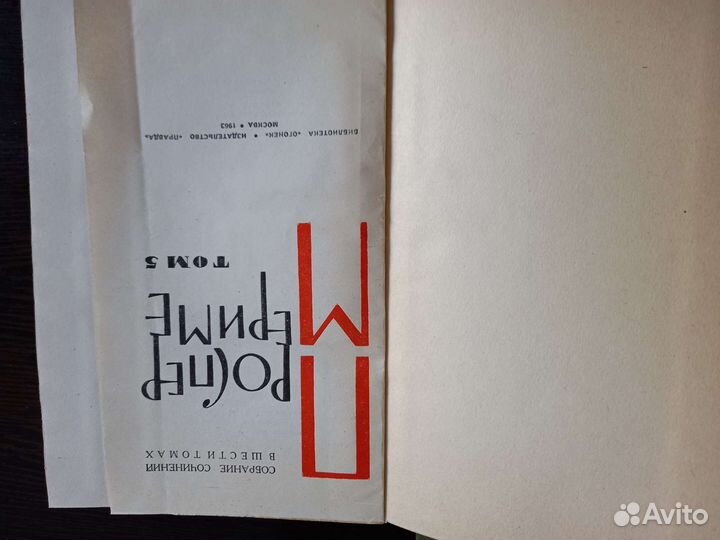 СОБРАНИЕ СОЧИНЕНИЙ
В ШЕСТИ ТОМАХ
ПРОСПЕР
МЕРИМЕ
ТОМ 5
БИБЛИОТЕКА «ОГОНЕК» • ИЗДАТЕЛЬСТВО «ПРАВДА»
МОСКВА • 1963
Avito